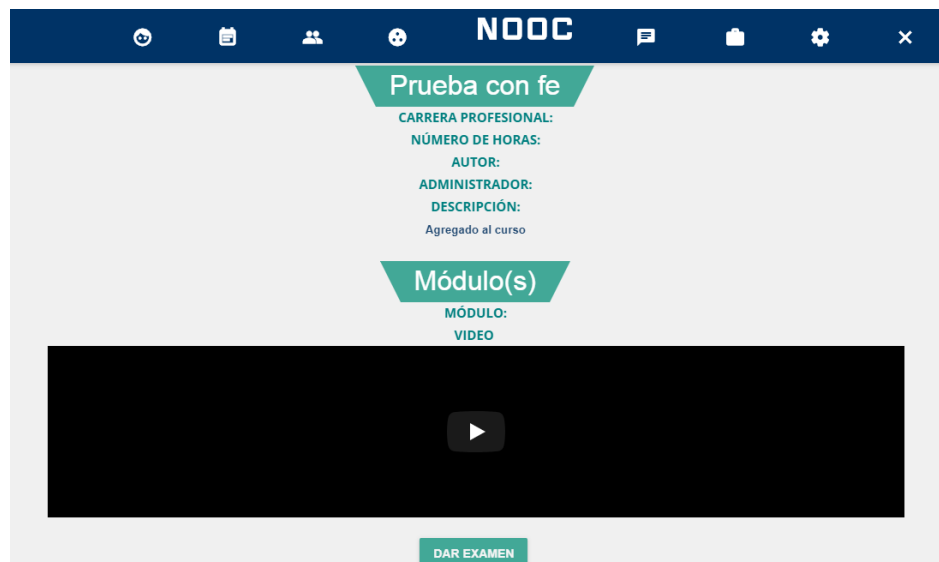 NOOC
Prueba con fe
CARRERA PROFESIONAL:
NÚMERO DE HORAS:
AUTOR:
ADMINISTRADOR:
DESCRIPCIÓN:
Agregado al curso
Módulo(s)
MÓDULO:
VIDEO
DAR EXAMEN